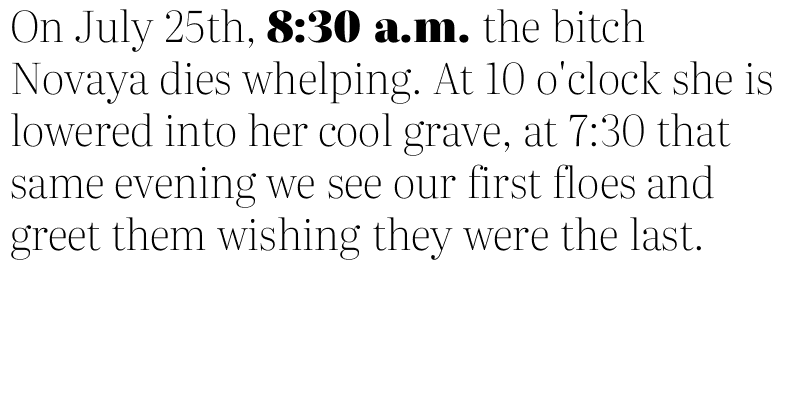 On July 25th, 8:30 a.m. the bitch
Novaya dies whelping. At 10 o'clock she is
lowered into her cool grave, at 7:30 that
same evening we see our first floes and
greet them wishing they were the last.